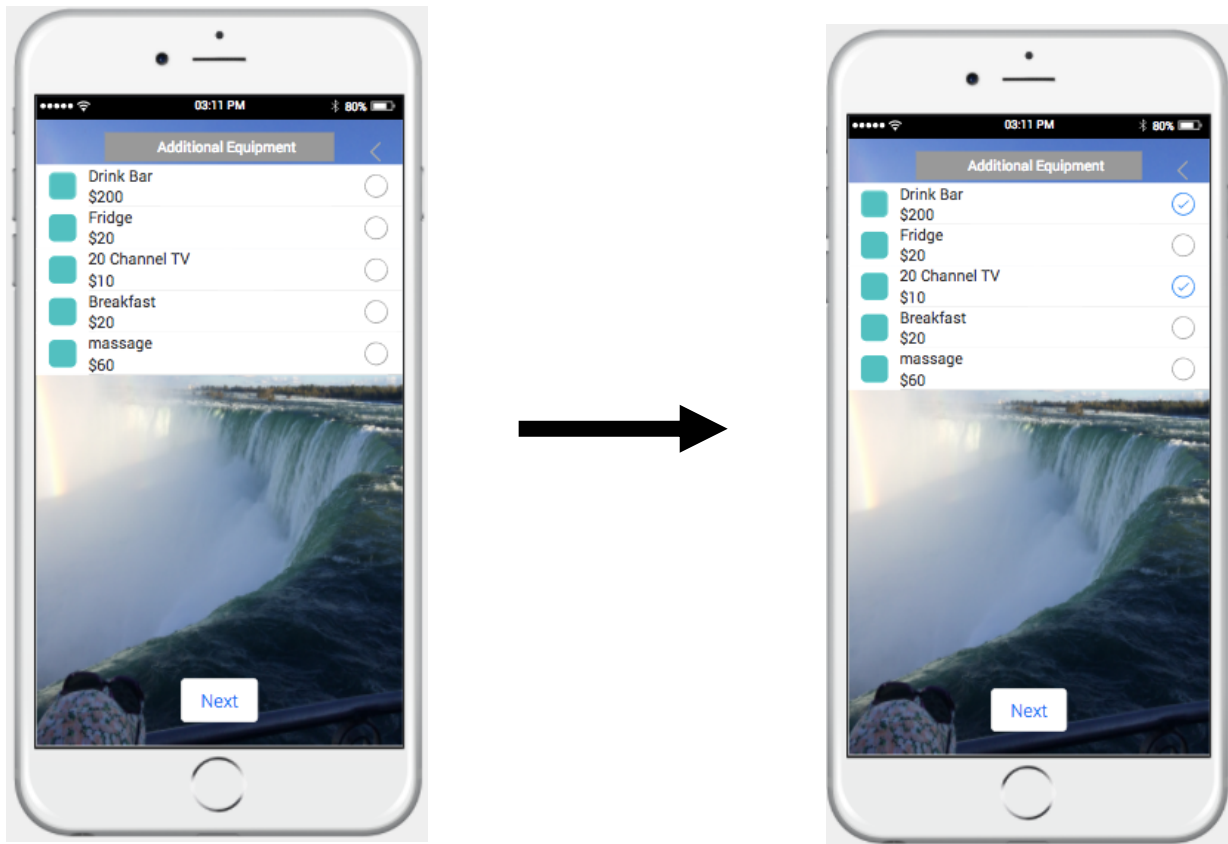 03:11 PM
80%
Additional Equipment
Drink Bar
$200
Fridge
$20
20 Channel TV
$10
Breakfast
$20
massage
$60
Next
03:11 PM
80%
Additional Equipment
Drink Bar
$200
Fridge
$20
20 Channel TV
$10
Breakfast
$20
massage
$60
Next